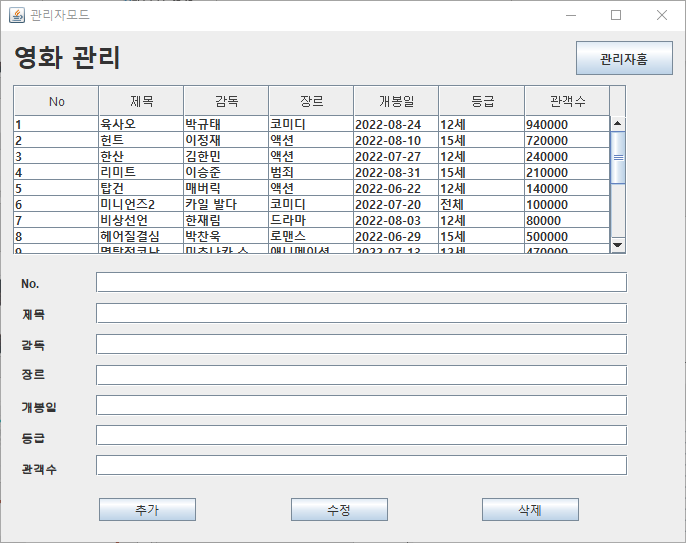 관리자모드
영화 관리
관리자홈
No 제목 감독 장르 개봉일 등급 관객수
1 육사오 박규태 코미디 2022-08-24 12세 940000
2 헌트 이정재 액션 2022-08-10 15세 720000
3 한산 김한민 액션 2022-07-27 12세 240000
4 리미트 이승준 범죄 2022-08-31 15세 210000
5 탑건 매버릭 액션 2022-06-22 12세 140000
6 미니언즈2 카일 발다 코미디 2022-07-20 전체 100000
7 비상선언 한재림 드라마 2022-08-03 12세 80000
8 헤어질결심 박찬욱 로맨스 2022-06-29 15세 500000
9 명탐정코난 애니메이션 2022-07-13 12세 470000
No.
제목
감독
장르
개봉일
등급
관객수
추가 수정 삭제